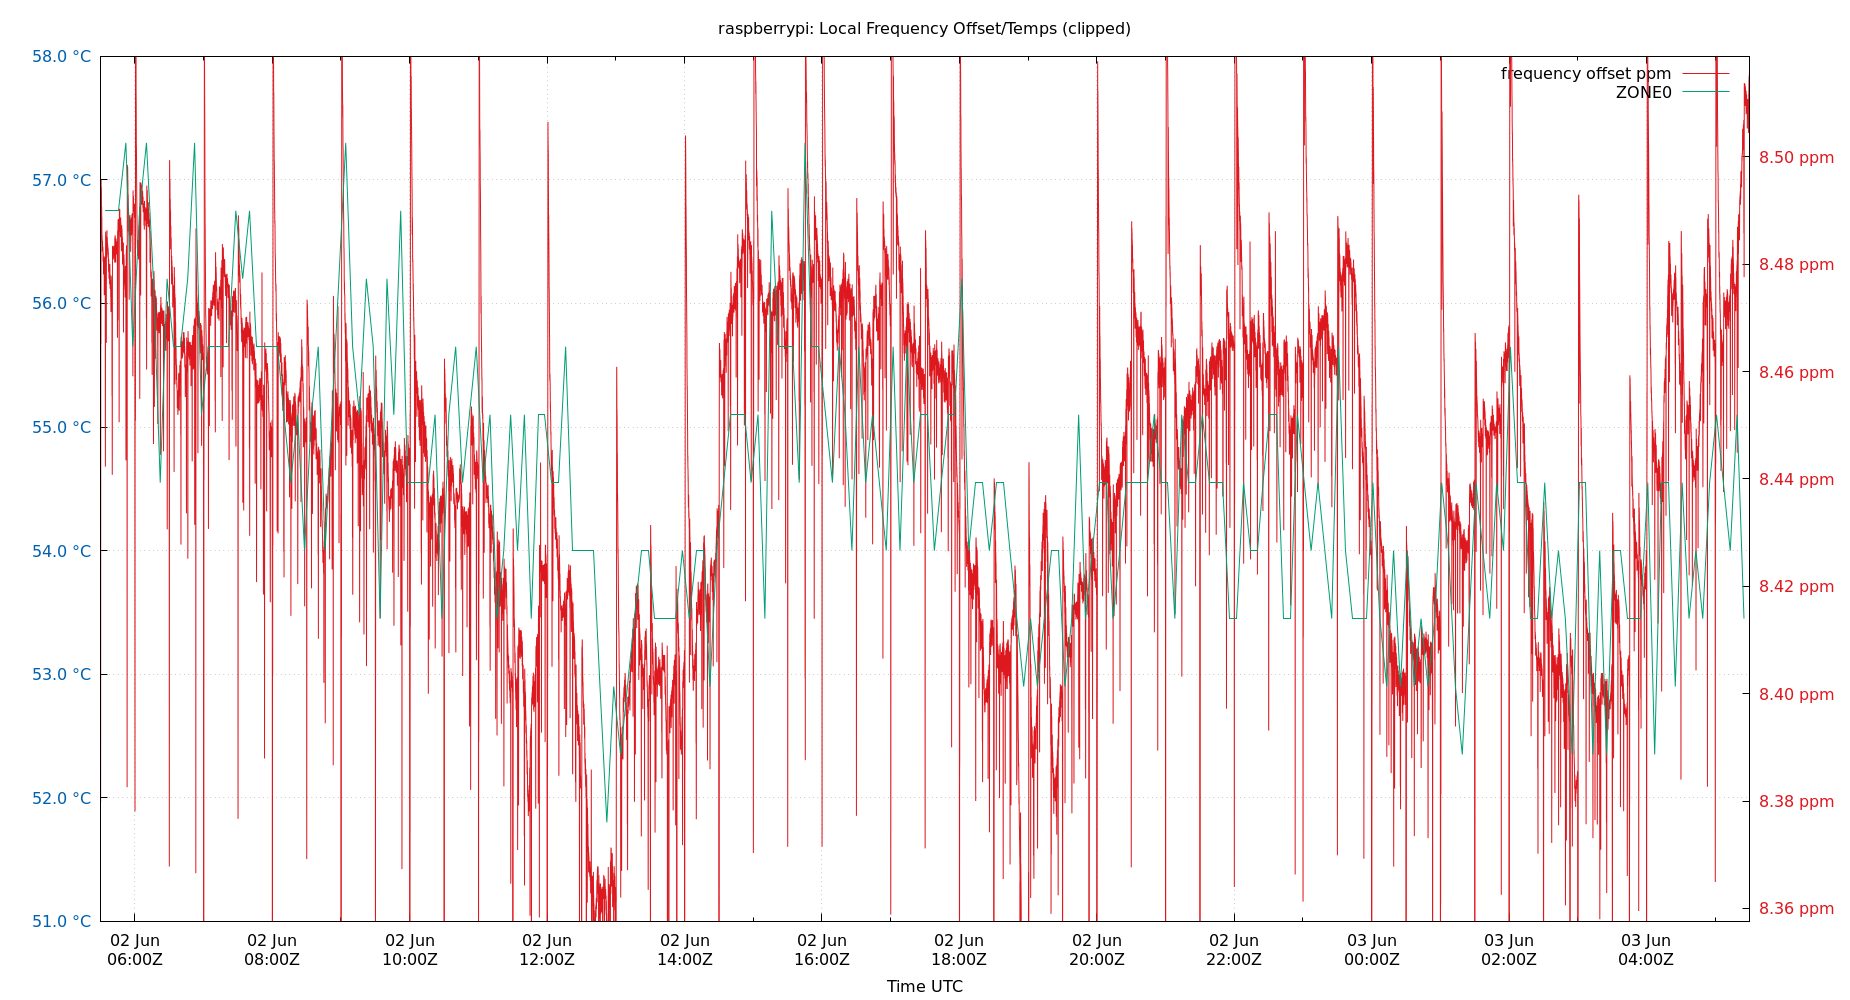 raspberrypi: Local Frequency Offset/Temps (clipped)
58.0 °C
57.0 °C
56.0 °C
55.0 °C
54.0 °C
53.0 °C
52.0 °C
51.0 °C
frequency offset ppm
ZONE0
8.50 ppm
8.48 ppm
8.46 ppm
8.44 ppm
8.42 ppm
8.40 ppm
8.38 ppm
8.36 ppm
02 Jun 02 Jun 02 Jun 02 Jun 02 Jun 02 Jun 02 Jun 02 Jun 02 Jun 03 Jun 03 Jun 03 Jun
06:00Z 08:00Z 10:00Z 12:00Z 14:00Z 16:00Z 18:00Z 20:00Z 22:00Z 00:00Z 02:00Z 04:00Z
Time UTC